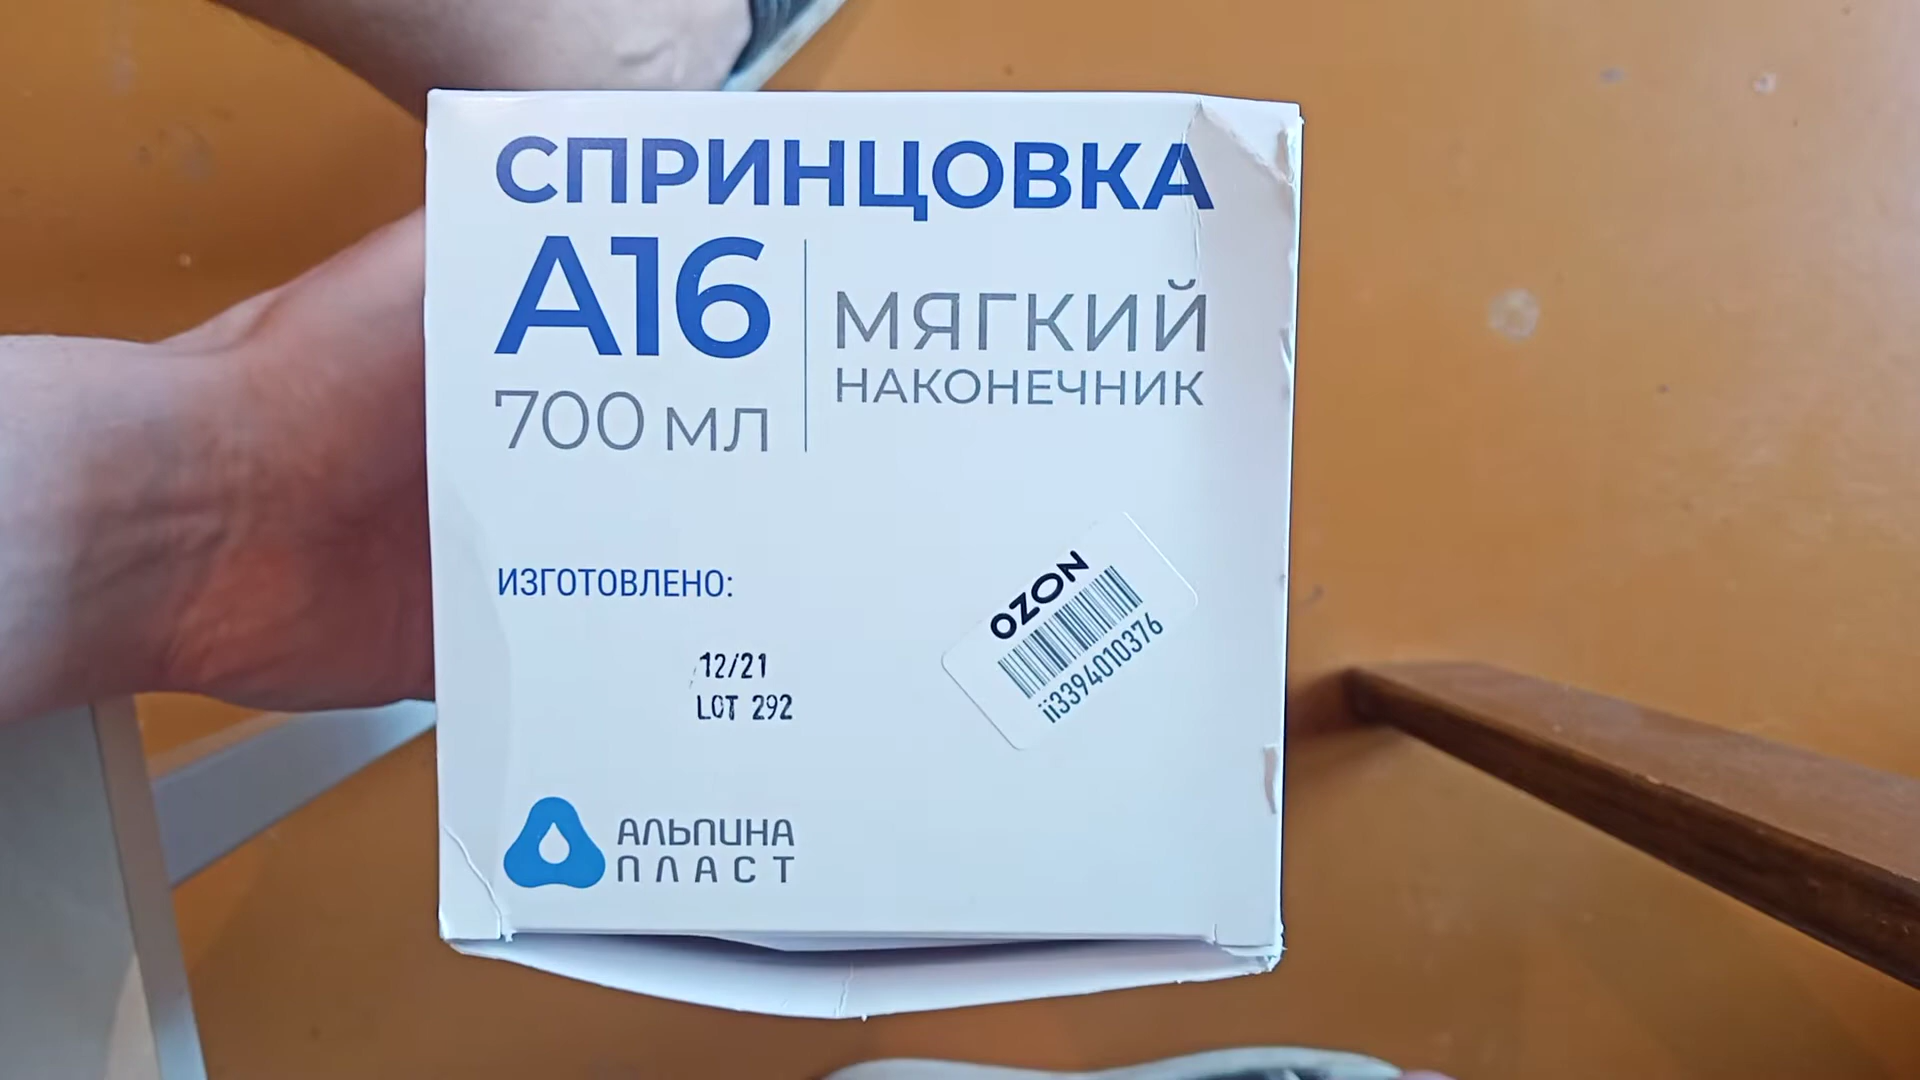 СПРИНЦОВКА
А16
700 мл
МЯГКИЙ
НАКОНЕЧНИК
ИЗГОТОВЛЕНО:
12/21
LOT 292
OZON
ii3394010376
АЛЬПИНА
ПЛАСТ